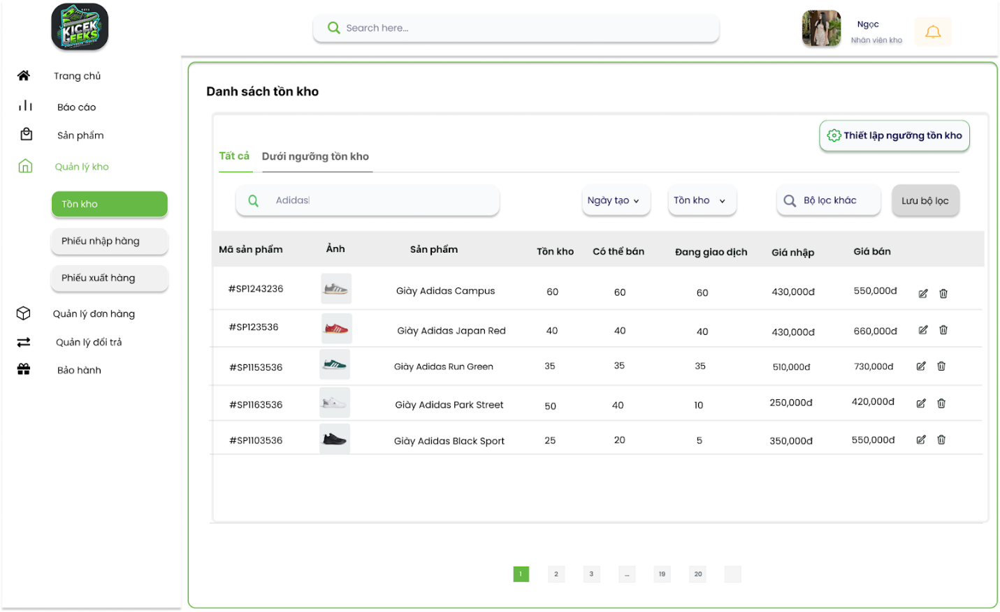 KICEK
GEEKS
Search here...
Ngọc
Nhân viên kho
Trang chủ
Báo cáo
Sản phẩm
Quản lý kho
Tồn kho
Phiếu nhập hàng
Phiếu xuất hàng
Quản lý đơn hàng
Quản lý đổi trả
Bảo hành
Danh sách tồn kho
Thiết lập ngưỡng tồn kho
Tất cả Dưới ngưỡng tồn kho
Adidas Ngày tạo Tồn kho Bộ lọc khác Lưu bộ lọc
Mã sản phẩm Ảnh Sản phẩm Tồn kho Có thể bán Đang giao dịch Giá nhập Giá bán
#SP1243236 Giày Adidas Campus 60 60 60 430,000đ 550,000đ
#SP123536 Giày Adidas Japan Red 40 40 40 430,000đ 660,000đ
#SP1153536 Giày Adidas Run Green 35 35 35 510,000đ 730,000đ
#SP1163536 Giày Adidas Park Street 50 40 10 250,000đ 420,000đ
#SP1103536 Giày Adidas Black Sport 25 20 5 350,000đ 550,000đ
1 2 3 ... 19 20